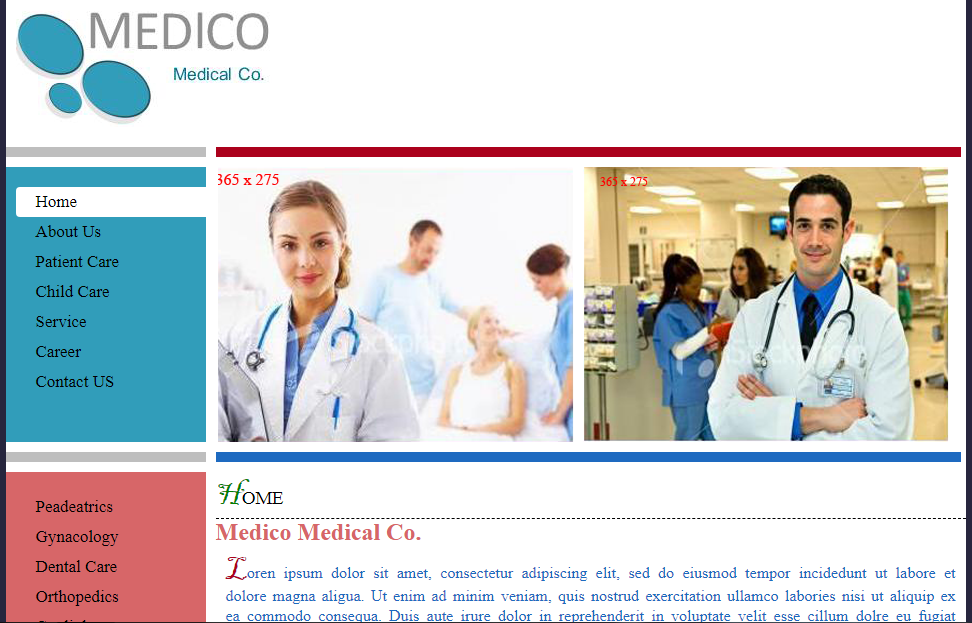 MEDICO
Medical Co.
365 x 275
365 x 275
Home
About Us
Patient Care
Child Care
Service
Career
Contact US
Peadeatrics
Gynacology
Dental Care
Orthopedics
HOME
Medico Medical Co.
Loren ipsum dolor sit amet, consectetur adipiscing elit, sed do eiusmod tempor incidedunt ut labore et
dolore magna aliqua. Ut enim ad minim veniam, quis nostrud exercitation ullamco labories nisi ut aliquip ex
ea commodo consequa. Duis aute irure dolor in reprehenderit in voluptate velit esse cillum dolre eu fugiat